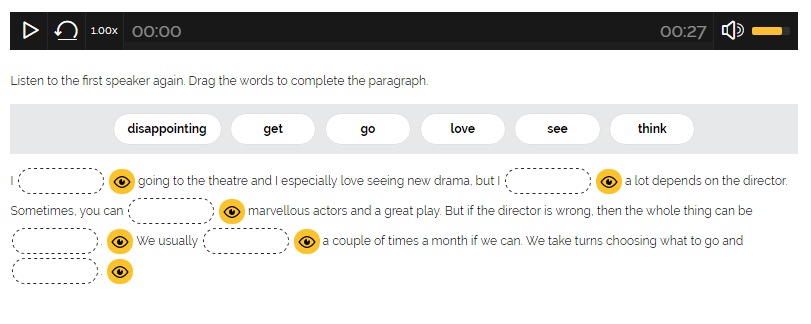 1.00x 00:00 00:27
Listen to the first speaker again. Drag the words to complete the paragraph.
disappointing get go love see think
I going to the theatre and I especially love seeing new drama, but I a lot depends on the director.
Sometimes, you can marvellous actors and a great play. But if the director is wrong, then the whole thing can be
. We usually a couple of times a month if we can. We take turns choosing what to go and
.